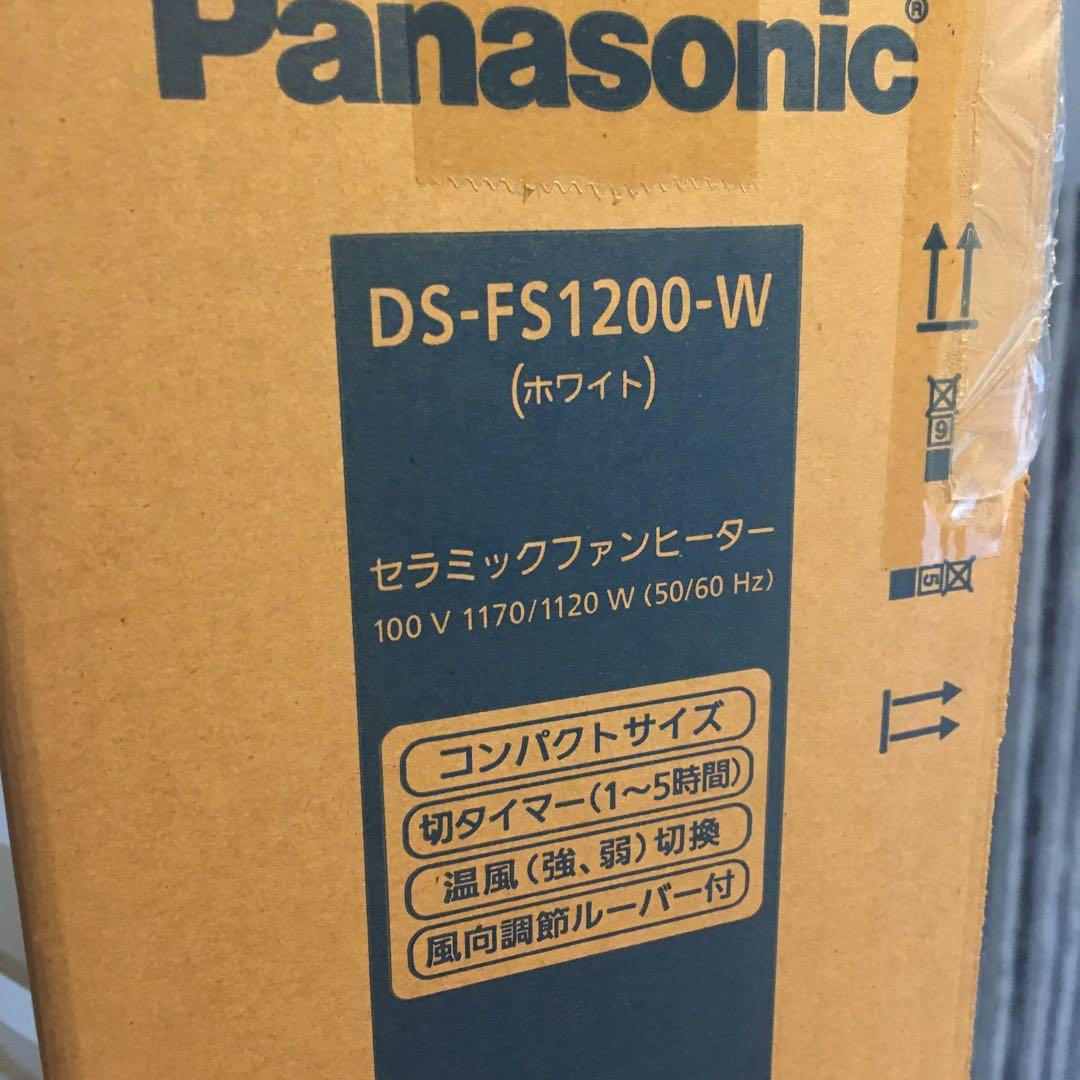 Panasonic®
DS-FS1200-W
(ホワイト)
セラミックファンヒーター
100 V 1170/1120 W (50/60 Hz)
コンパクトサイズ
切タイマー(1〜5時間)
温風(強、弱)切換
風向調節ルーバー付
9
5